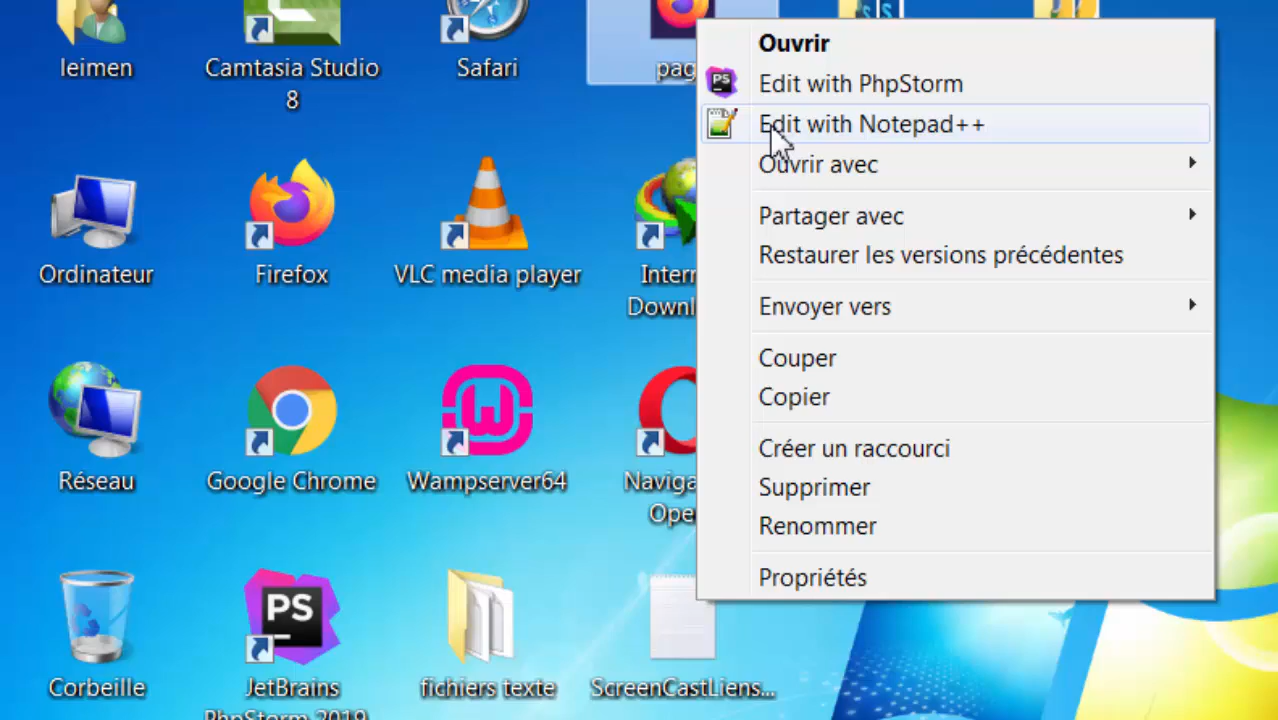 leimen
Camtasia Studio
8
Safari
pag
Ordinateur
Firefox
VLC media player
Intern
Downl
Réseau
Google Chrome
Wampserver64
Naviga
Ope
Corbeille
PS
JetBrains
PhpStorm 2019
fichiers texte
ScreenCastLiens...
Ouvrir
PS
Edit with PhpStorm
Edit with Notepad++
Ouvrir avec
Partager avec
Restaurer les versions précédentes
Envoyer vers
Couper
Copier
Créer un raccourci
Supprimer
Renommer
Propriétés